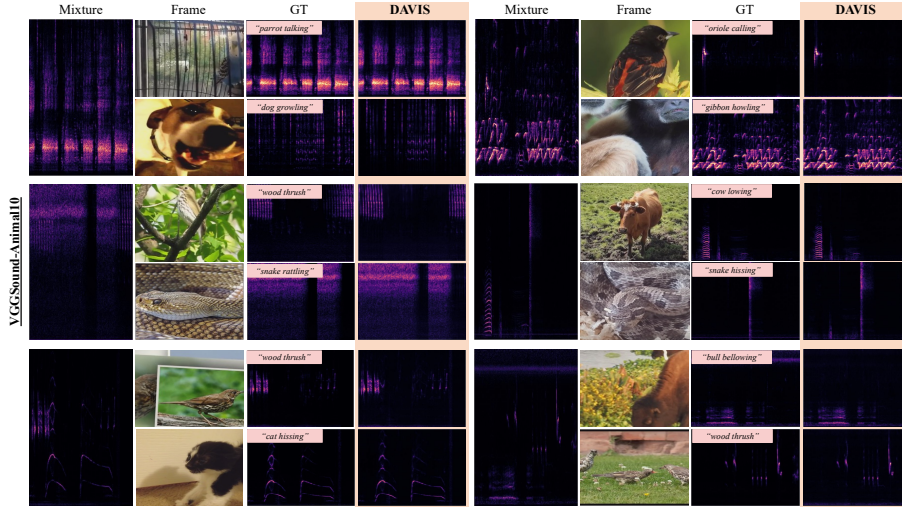 Mixture Frame GT DAVIS Mixture Frame GT DAVIS
"parrot talking" "oriole calling"
"dog growling" "gibbon howling"
VGGSound-Animal10
"wood thrush" "cow lowing"
"snake rattling" "snake hissing"
"wood thrush" "bull bellowing"
"cat hissing" "wood thrush"